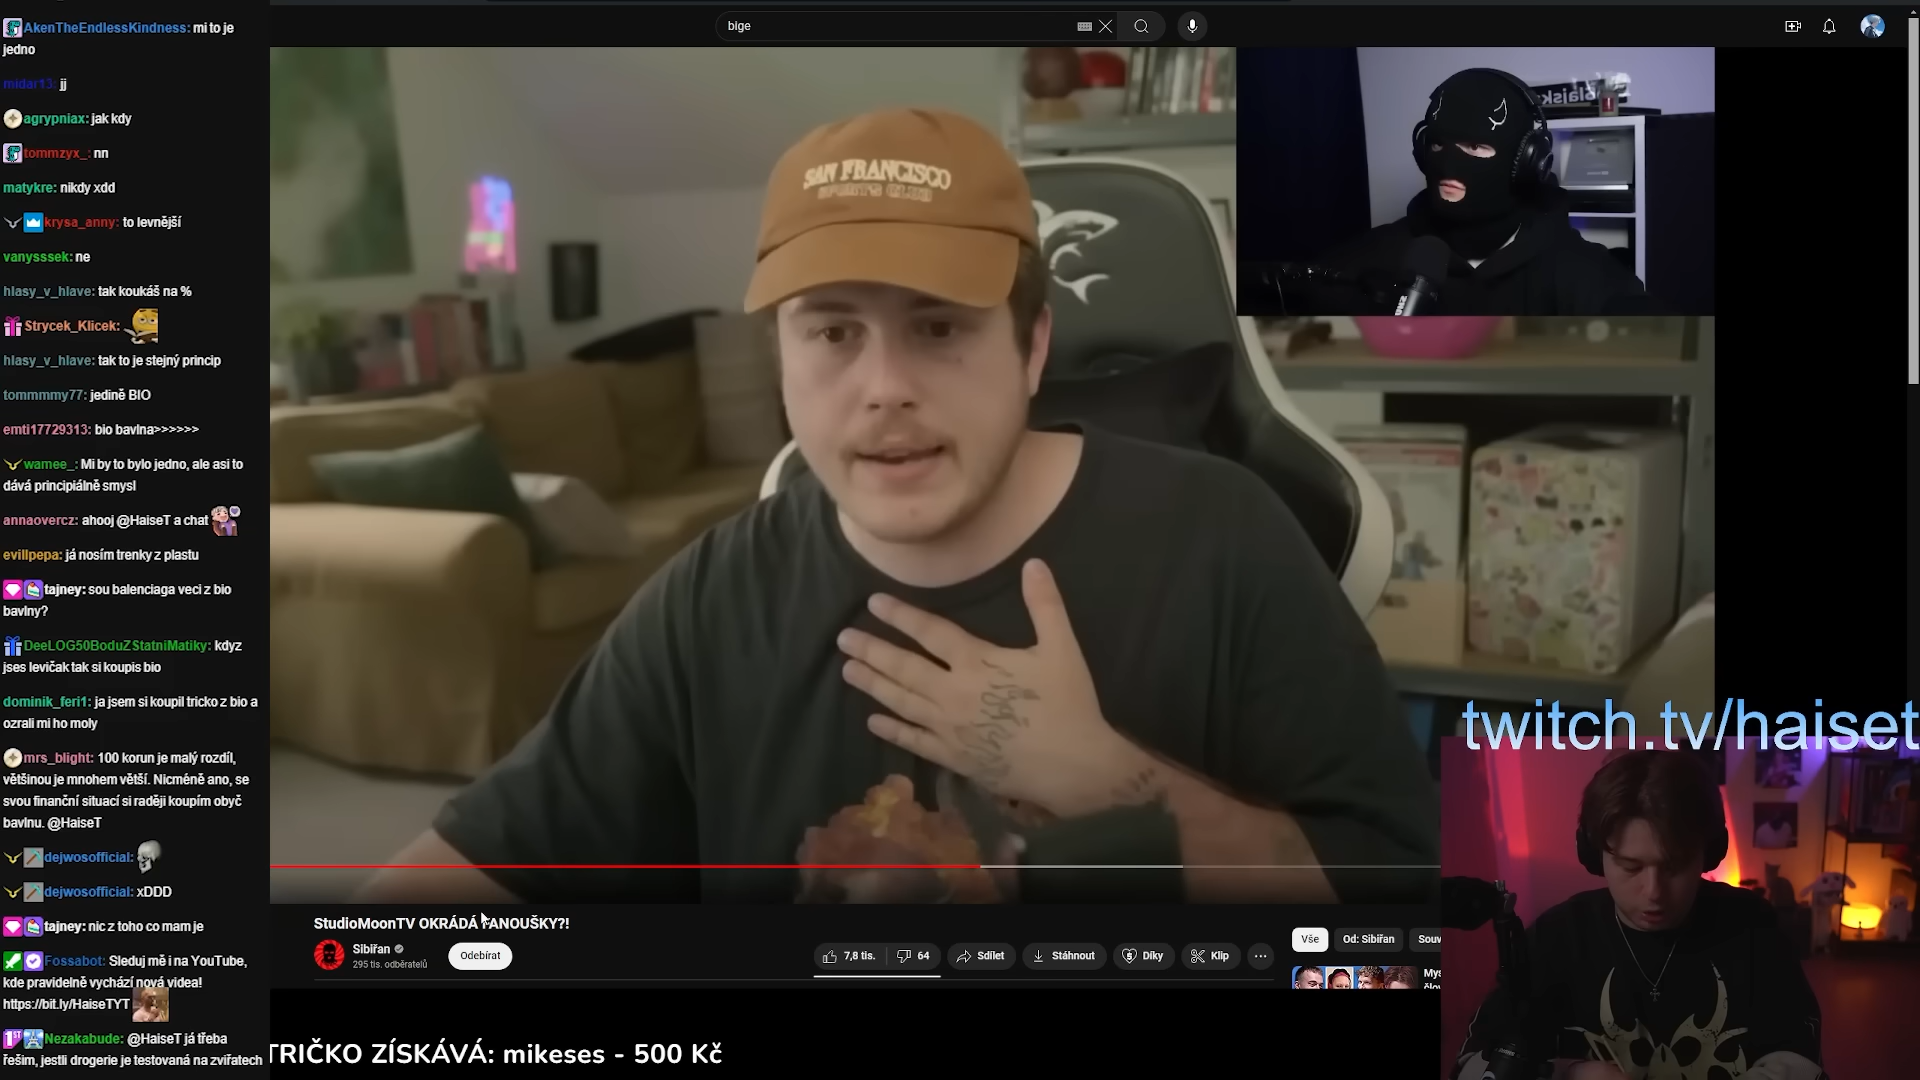 AkenTheEndlessKindness: mi to je
jedno
midar13: jj
agrypniax: jak kdy
tommzyx_: nn
matykre: nikdy xdd
krysa_anny: to levnější
vanysssek: ne
hlasy_v_hlave: tak koukáš na %
Strycek_Klicek:
hlasy_v_hlave: tak to je stejný princip
tommmmy77: jedině BIO
emti17729313: bio bavlna>>>>>>
wamee_: Mi by to bylo jedno, ale asi to
dává principiálně smysl
annaovercz: ahooj @HaiseT a chat
evillpepa: já nosím trenky z plastu
tajney: sou balenciaga veci z bio
bavlny?
DeeLOG50BoduZStatniMatiky: kdyz
jses levičak tak si koupis bio
dominik_feri1: ja jsem si koupil tricko z bio a
ozrali mi ho moly
mrs_blight: 100 korun je malý rozdíl,
většinou je mnohem větší. Nicméně ano, se
svou finanční situací si raději koupím obyč
bavlnu. @HaiseT
dejwosofficial:
dejwosofficial: xDDD
tajney: nic z toho co mam je
Fossabot: Sleduj mě i na YouTube,
kde pravidelně vychází nová videa!
https://bit.ly/HaiseTYT
1ST Nezakabude: @HaiseT já třeba
řešim, jestli drogerie je testovaná na zvířatech
bige
SAN FRANCISCO
SPORTS CLUB
twitch.tv/haiset
StudioMoonTV OKRÁDÁ FANOUŠKY?!
Sibiřan
295 tis. odběratelů
Odebírat
7,8 tis.
64
Sdílet
Stáhnout
Díky
Klip
Vše
Od: Sibiřan
Souv
Mys
člov
TRIČKO ZÍSKÁVÁ: mikeses - 500 Kč